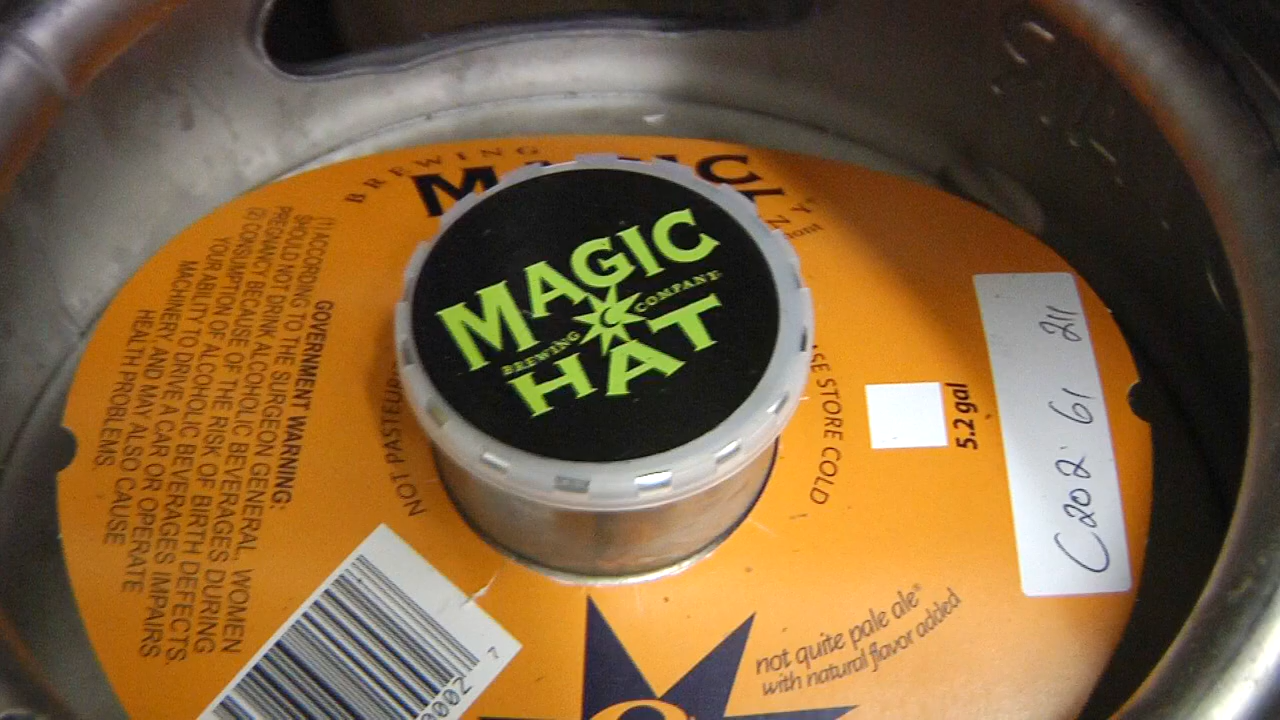 BREWING
MAGIC
MAGIC
BREWING COMPANY
HAT
GOVERNMENT WARNING:
(1) ACCORDING TO THE SURGEON GENERAL, WOMEN
SHOULD NOT DRINK ALCOHOLIC BEVERAGES DURING
PREGNANCY BECAUSE OF THE RISK OF BIRTH DEFECTS.
(2) CONSUMPTION OF ALCOHOLIC BEVERAGES IMPAIRS
YOUR ABILITY TO DRIVE A CAR OR OPERATE
MACHINERY, AND MAY ALSO CAUSE
HEALTH PROBLEMS.
NOT
STORE COLD
5.2 gal
C202 61 211
not quite pale ale®
with natural flavor added
7